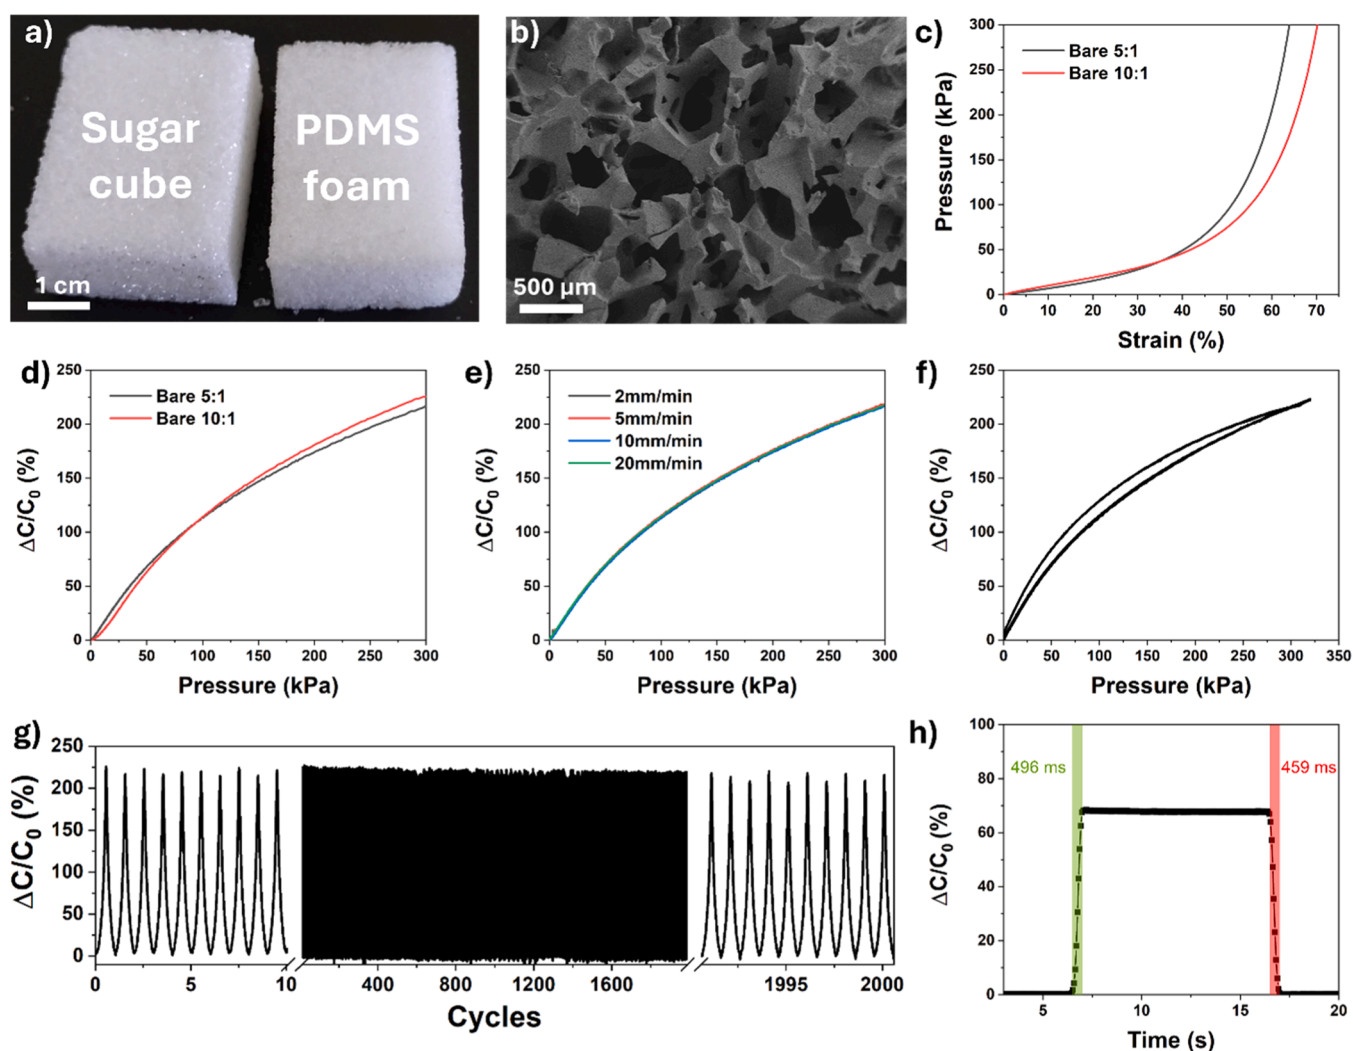 a)
Sugar
cube
PDMS
foam
1 cm
b)
500 µm
c)
300
250
200
150
100
50
0
Pressure (kPa)
Bare 5:1
Bare 10:1
0 10 20 30 40 50 60 70
Strain (%)
d)
250
200
150
100
50
0
ΔC/C₀ (%)
Bare 5:1
Bare 10:1
0 50 100 150 200 250 300
Pressure (kPa)
e)
250
200
150
100
50
0
ΔC/C₀ (%)
2mm/min
5mm/min
10mm/min
20mm/min
0 50 100 150 200 250 300
Pressure (kPa)
f)
250
200
150
100
50
0
ΔC/C₀ (%)
0 50 100 150 200 250 300 350
Pressure (kPa)
g)
250
200
150
100
50
0
ΔC/C₀ (%)
0 5 10 400 800 1200 1600 1995 2000
Cycles
h)
100
80
60
40
20
0
ΔC/C₀ (%)
496 ms
459 ms
5 10 15 20
Time (s)